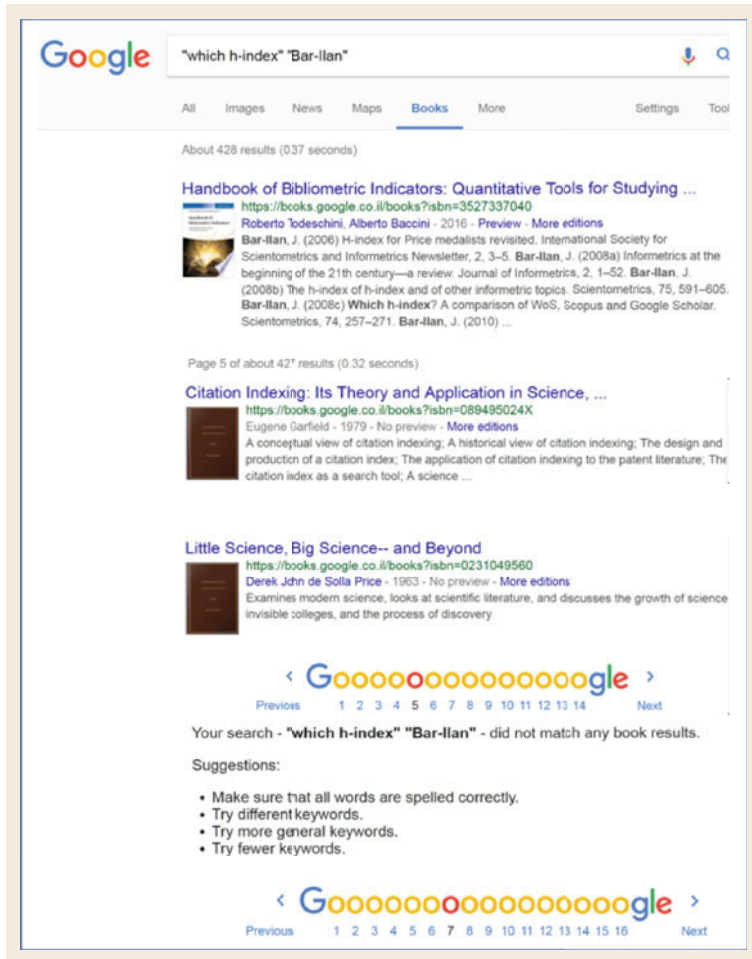 Google "which h-index" "Bar-Ilan"
All Images News Maps Books More Settings Tool
About 428 results (037 seconds)
Handbook of Bibliometric Indicators: Quantitative Tools for Studying ...
https://books.google.co.il/books?isbn=3527337040
Roberto Todeschini, Alberto Baccini - 2016 - Preview - More editions
Bar-Ilan, J. (2006) H-index for Price medalists revisited. International Society for
Scientometrics and Informetrics Newsletter, 2, 3–5. Bar-Ilan, J. (2008a) Informetrics at the
beginning of the 21th century—a review. Journal of Informetrics, 2, 1–52. Bar-Ilan, J.
(2008b) The h-index of h-index and of other informetric topics. Scientometrics, 75, 591–605.
Bar-Ilan, J. (2008c) Which h-index? A comparison of WoS, Scopus and Google Scholar.
Scientometrics, 74, 257–271. Bar-Ilan, J. (2010) ...
Page 5 of about 427 results (0.32 seconds)
Citation Indexing: Its Theory and Application in Science, ...
https://books.google.co.il/books?isbn=089495024X
Eugene Garfield - 1979 - No preview - More editions
A conceptual view of citation indexing; A historical view of citation indexing; The design and
production of a citation index; The application of citation indexing to the patent literature; The
citation index as a search tool; A science ...
Little Science, Big Science-- and Beyond
https://books.google.co.il/books?isbn=0231049560
Derek John de Solla Price - 1963 - No preview - More editions
Examines modern science, looks at scientific literature, and discusses the growth of science
invisible colleges, and the process of discovery
< Goooooooooooooogle >
Previous 1 2 3 4 5 6 7 8 9 10 11 12 13 14 Next
Your search - "which h-index" "Bar-Ilan" - did not match any book results.
Suggestions:
• Make sure that all words are spelled correctly.
• Try different keywords.
• Try more general keywords.
• Try fewer keywords.
< Goooooooooooooooogle >
Previous 1 2 3 4 5 6 7 8 9 10 11 12 13 14 15 16 Next